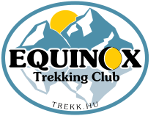 EQUINOX
Trekking Club
TREKK.HU